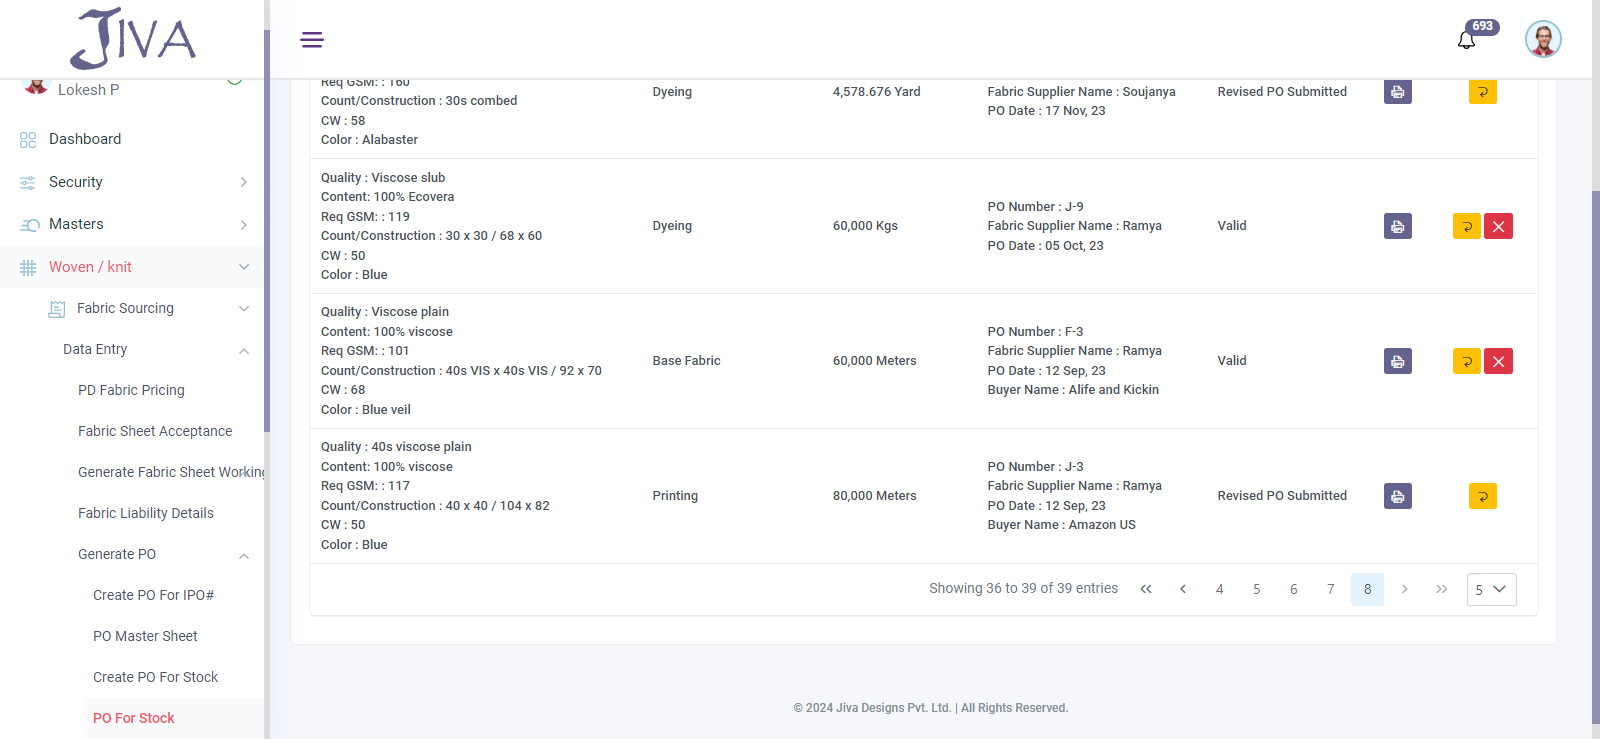 JIVA
693
Lokesh P
Dashboard
Security
Masters
Woven / knit
Fabric Sourcing
Data Entry
PD Fabric Pricing
Fabric Sheet Acceptance
Generate Fabric Sheet Working
Fabric Liability Details
Generate PO
Create PO For IPO#
PO Master Sheet
Create PO For Stock
PO For Stock
Req GSM: : 160
Count/Construction : 30s combed
CW : 58
Color : Alabaster
Dyeing
4,578.676 Yard
Fabric Supplier Name : Soujanya
PO Date : 17 Nov, 23
Revised PO Submitted
Quality : Viscose slub
Content: 100% Ecovera
Req GSM: : 119
Count/Construction : 30 x 30 / 68 x 60
CW : 50
Color : Blue
Dyeing
60,000 Kgs
PO Number : J-9
Fabric Supplier Name : Ramya
PO Date : 05 Oct, 23
Valid
Quality : Viscose plain
Content: 100% viscose
Req GSM: : 101
Count/Construction : 40s VIS x 40s VIS / 92 x 70
CW : 68
Color : Blue veil
Base Fabric
60,000 Meters
PO Number : F-3
Fabric Supplier Name : Ramya
PO Date : 12 Sep, 23
Buyer Name : Alife and Kickin
Valid
Quality : 40s viscose plain
Content: 100% viscose
Req GSM: : 117
Count/Construction : 40 x 40 / 104 x 82
CW : 50
Color : Blue
Printing
80,000 Meters
PO Number : J-3
Fabric Supplier Name : Ramya
PO Date : 12 Sep, 23
Buyer Name : Amazon US
Revised PO Submitted
Showing 36 to 39 of 39 entries 4 5 6 7 8 5
© 2024 Jiva Designs Pvt. Ltd. | All Rights Reserved.